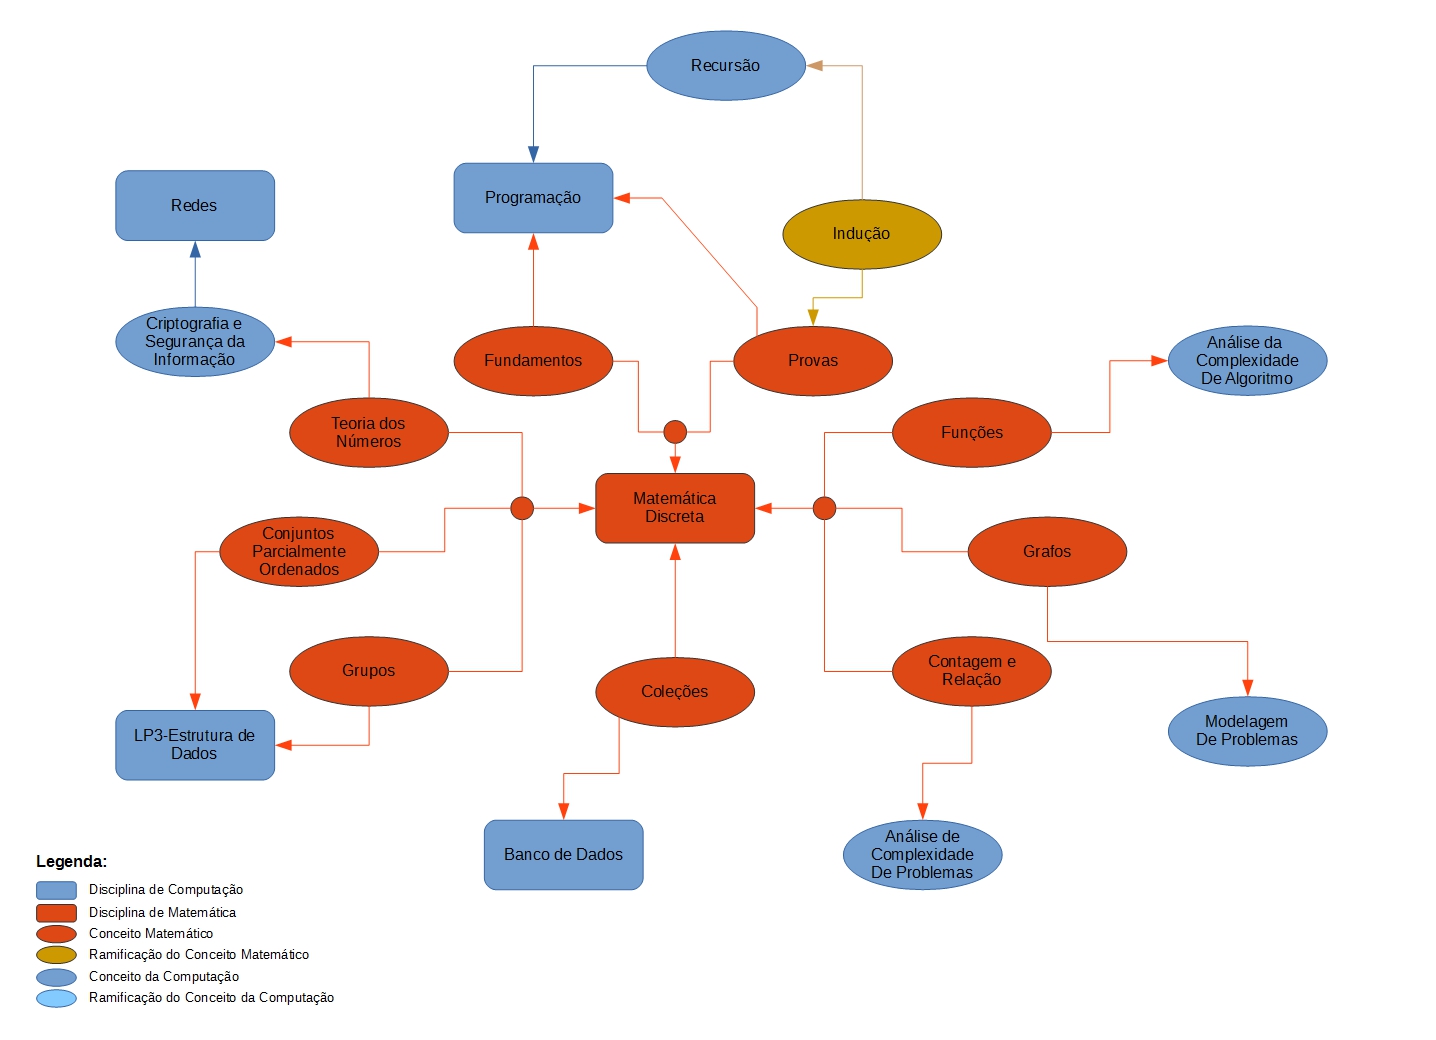 Recursão
Redes
Programação
Indução
Criptografia e
Segurança da
Informação
Fundamentos
Provas
Análise da
Complexidade
De Algoritmo
Teoria dos
Números
Funções
Matemática
Discreta
Conjuntos
Parcialmente
Ordenados
Grafos
Grupos
Coleções
Contagem e
Relação
LP3-Estrutura de
Dados
Modelagem
De Problemas
Banco de Dados
Análise de
Complexidade
De Problemas
Legenda:
Disciplina de Computação
Disciplina de Matemática
Conceito Matemático
Ramificação do Conceito Matemático
Conceito da Computação
Ramificação do Conceito da Computação